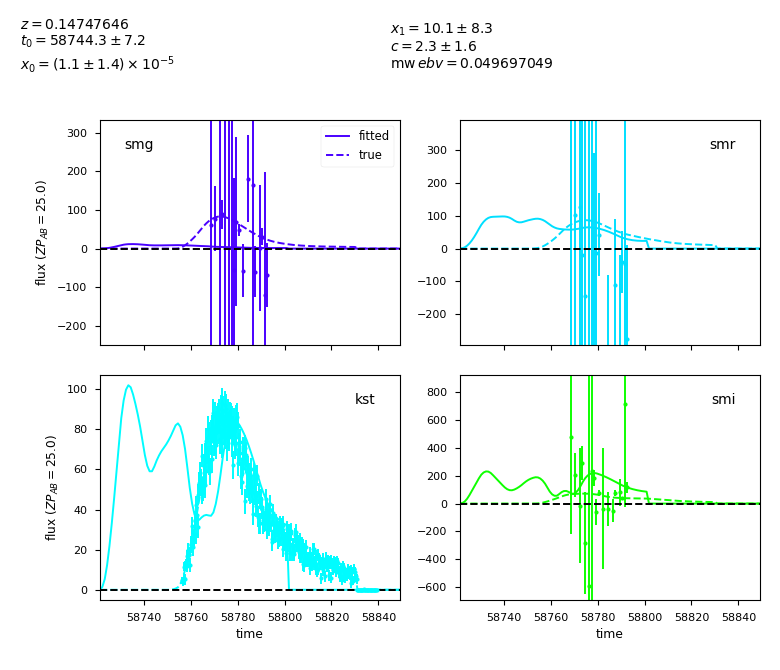 z = 0.14747646
t₀ = 58744.3 ± 7.2
x₀ = (1.1 ± 1.4) × 10⁻⁵
x₁ = 10.1 ± 8.3
c = 2.3 ± 1.6
mw ebv = 0.049697049
smg
fitted
true
300
200
100
0
−100
−200
flux (ZP_AB = 25.0)
smr
300
200
100
0
−100
−200
kst
100
80
60
40
20
0
flux (ZP_AB = 25.0)
58740 58760 58780 58800 58820 58840
time
smi
800
600
400
200
0
−200
−400
−600
58740 58760 58780 58800 58820 58840
time